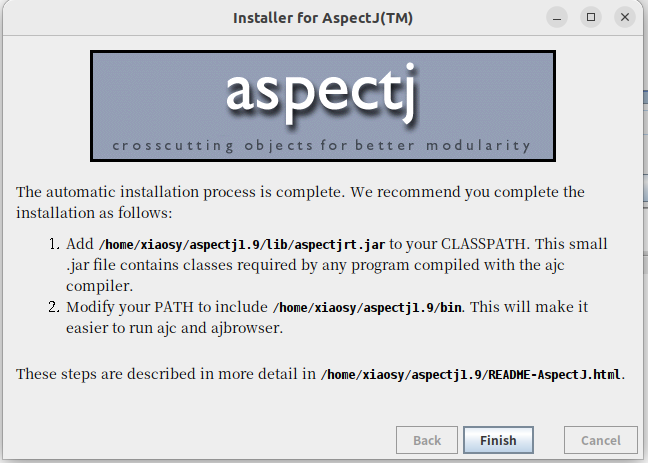 Installer for AspectJ(TM)
aspectj
crosscutting objects for better modularity
The automatic installation process is complete. We recommend you complete the
installation as follows:
1. Add /home/xiaosy/aspectj1.9/lib/aspectjrt.jar to your CLASSPATH. This small
.jar file contains classes required by any program compiled with the ajc
compiler.
2. Modify your PATH to include /home/xiaosy/aspectj1.9/bin. This will make it
easier to run ajc and ajbrowser.
These steps are described in more detail in /home/xiaosy/aspectj1.9/README-AspectJ.html.
Back Finish Cancel